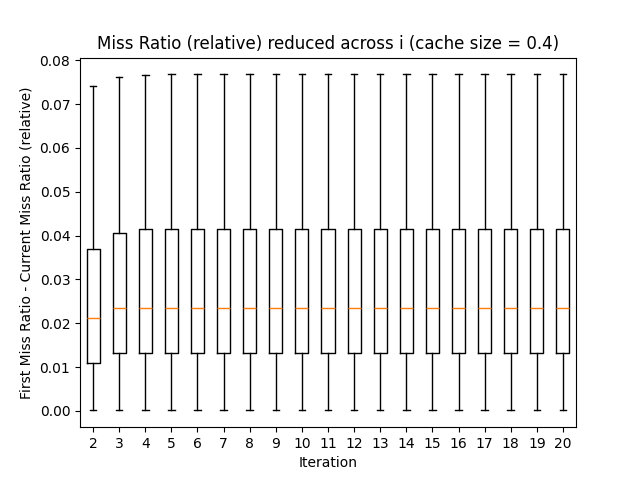 Miss Ratio (relative) reduced across i (cache size = 0.4)
First Miss Ratio - Current Miss Ratio (relative)
0.08
0.07
0.06
0.05
0.04
0.03
0.02
0.01
0.00
2 3 4 5 6 7 8 9 10 11 12 13 14 15 16 17 18 19 20
Iteration